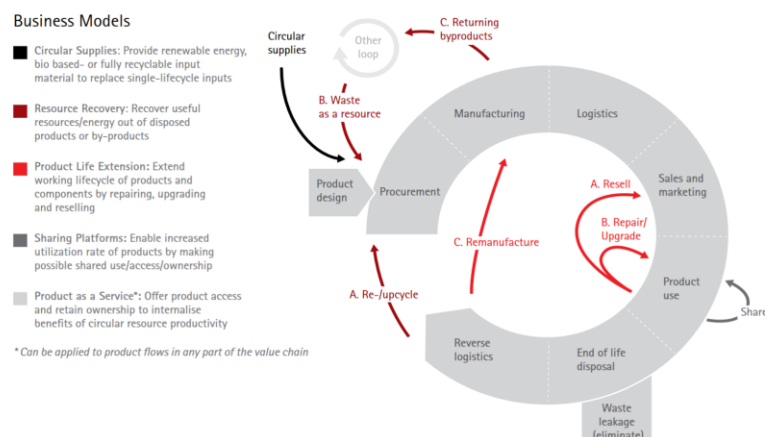 Business Models
Circular Supplies: Provide renewable energy,
bio based- or fully recyclable input
material to replace single-lifecycle inputs
Resource Recovery: Recover useful
resources/energy out of disposed
products or by-products
Product Life Extension: Extend
working lifecycle of products and
components by repairing, upgrading
and reselling
Sharing Platforms: Enable increased
utilization rate of products by making
possible shared use/access/ownership
Product as a Service*: Offer product access
and retain ownership to internalise
benefits of circular resource productivity
* Can be applied to product flows in any part of the value chain
Circular
supplies
Other
loop
C. Returning
byproducts
B. Waste
as a resource
Product
design
Procurement
Manufacturing
Logistics
Sales and
marketing
A. Resell
B. Repair/
Upgrade
C. Remanufacture
Product
use
Share
A. Re-/upcycle
Reverse
logistics
End of life
disposal
Waste
leakage
(eliminate)